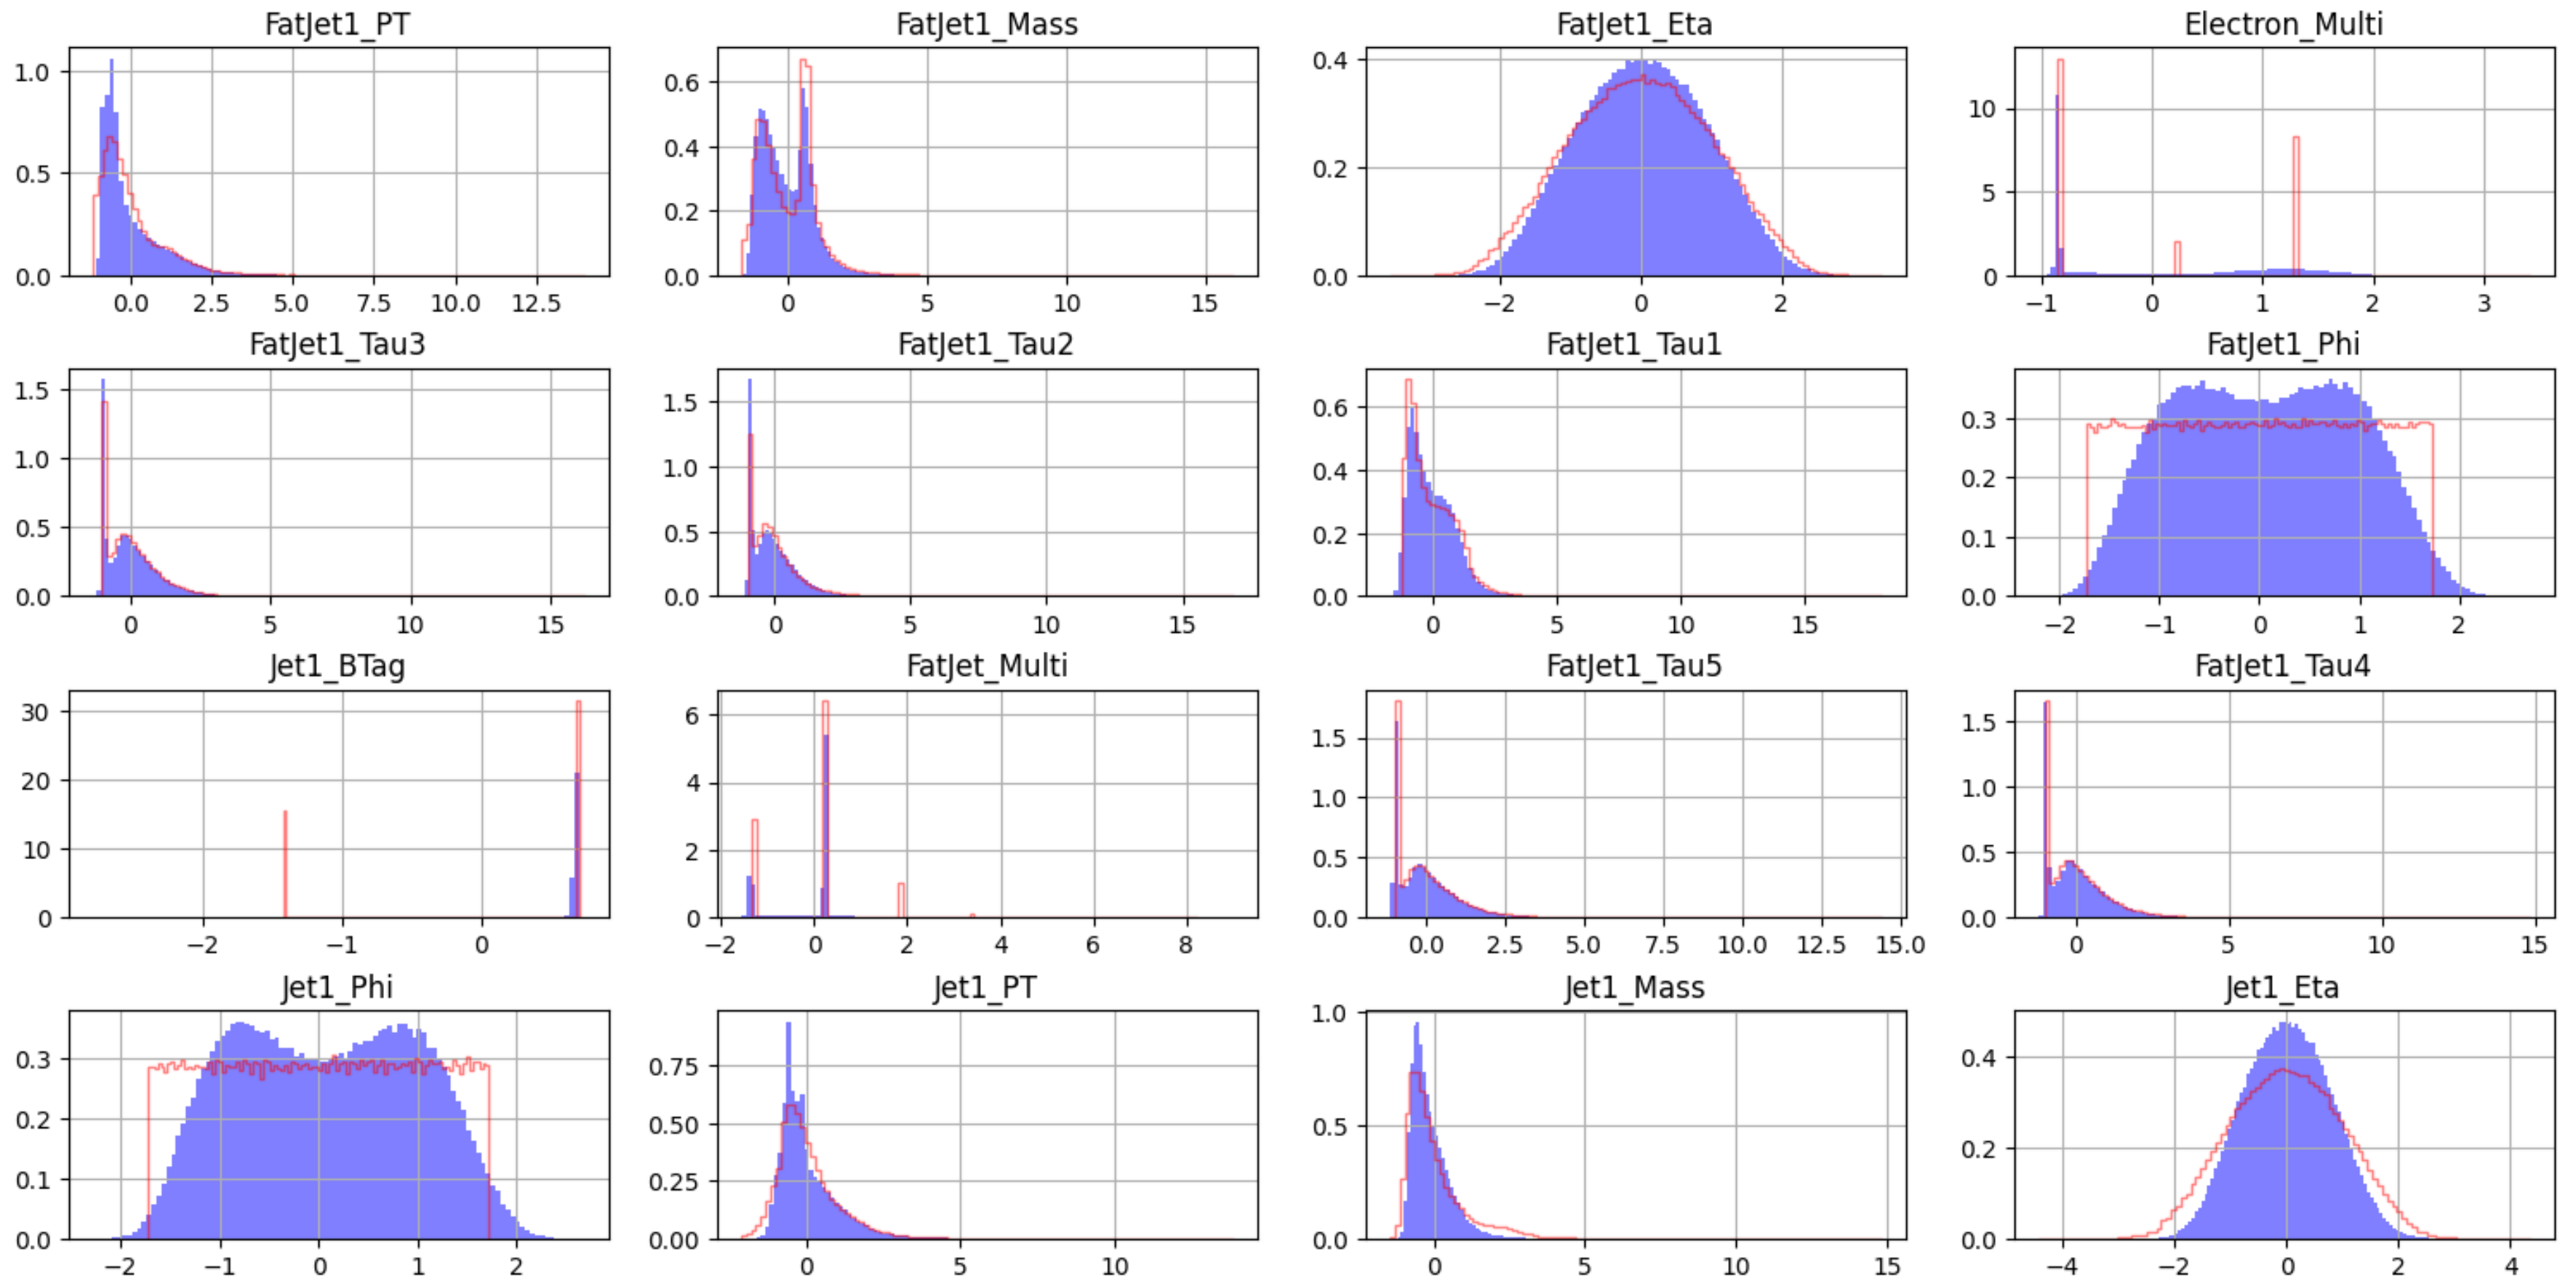 FatJet1_PT
FatJet1_Mass
FatJet1_Eta
Electron_Multi
1.0
0.5
0.0
0.6
0.4
0.2
0.0
0.4
0.2
0.0
10
5
0
0.0 2.5 5.0 7.5 10.0 12.5
0 5 10 15
−2 0 2
−1 0 1 2 3
FatJet1_Tau3
FatJet1_Tau2
FatJet1_Tau1
FatJet1_Phi
1.5
1.0
0.5
0.0
1.5
1.0
0.5
0.0
0.6
0.4
0.2
0.0
0.3
0.2
0.1
0.0
0 5 10 15
0 5 10 15
0 5 10 15
−2 −1 0 1 2
Jet1_BTag
FatJet_Multi
FatJet1_Tau5
FatJet1_Tau4
30
20
10
0
6
4
2
0
1.5
1.0
0.5
0.0
1.5
1.0
0.5
0.0
−2 −1 0
−2 0 2 4 6 8
0.0 2.5 5.0 7.5 10.0 12.5 15.0
0 5 10 15
Jet1_Phi
Jet1_PT
Jet1_Mass
Jet1_Eta
0.3
0.2
0.1
0.0
0.75
0.50
0.25
0.00
1.0
0.5
0.0
0.4
0.2
0.0
−2 −1 0 1 2
0 5 10
0 5 10 15
−4 −2 0 2 4